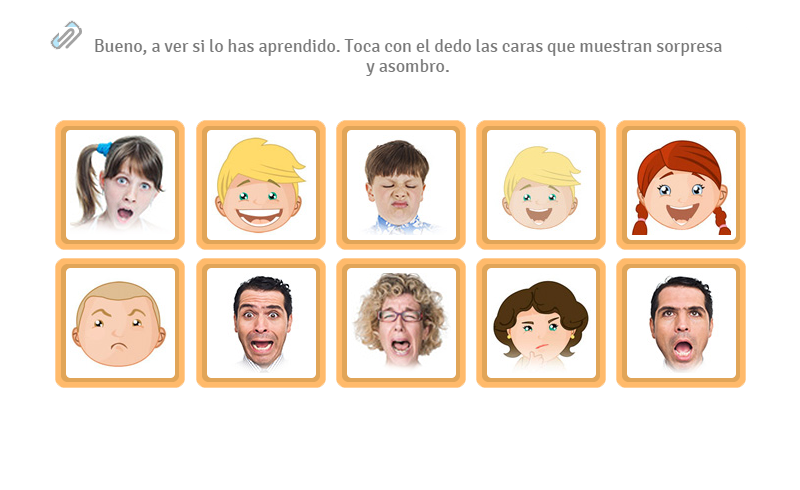 Bueno, a ver si lo has aprendido. Toca con el dedo las caras que muestran sorpresa
y asombro.